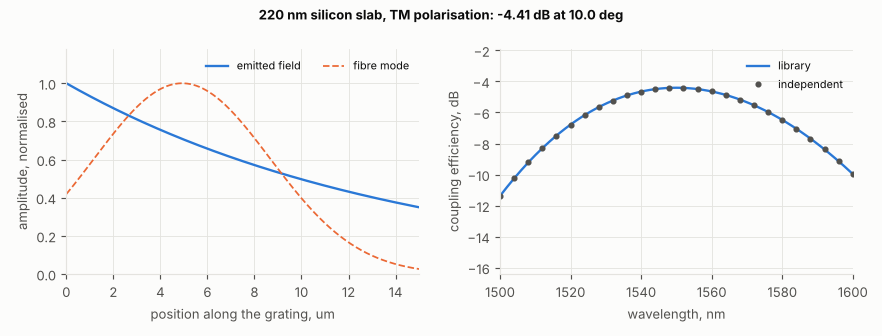 220 nm silicon slab, TM polarisation: -4.41 dB at 10.0 deg
emitted field
fibre mode
amplitude, normalised
1.0
0.8
0.6
0.4
0.2
0.0
0 2 4 6 8 10 12 14
position along the grating, um
library
independent
coupling efficiency, dB
−2
−4
−6
−8
−10
−12
−14
−16
1500 1520 1540 1560 1580 1600
wavelength, nm